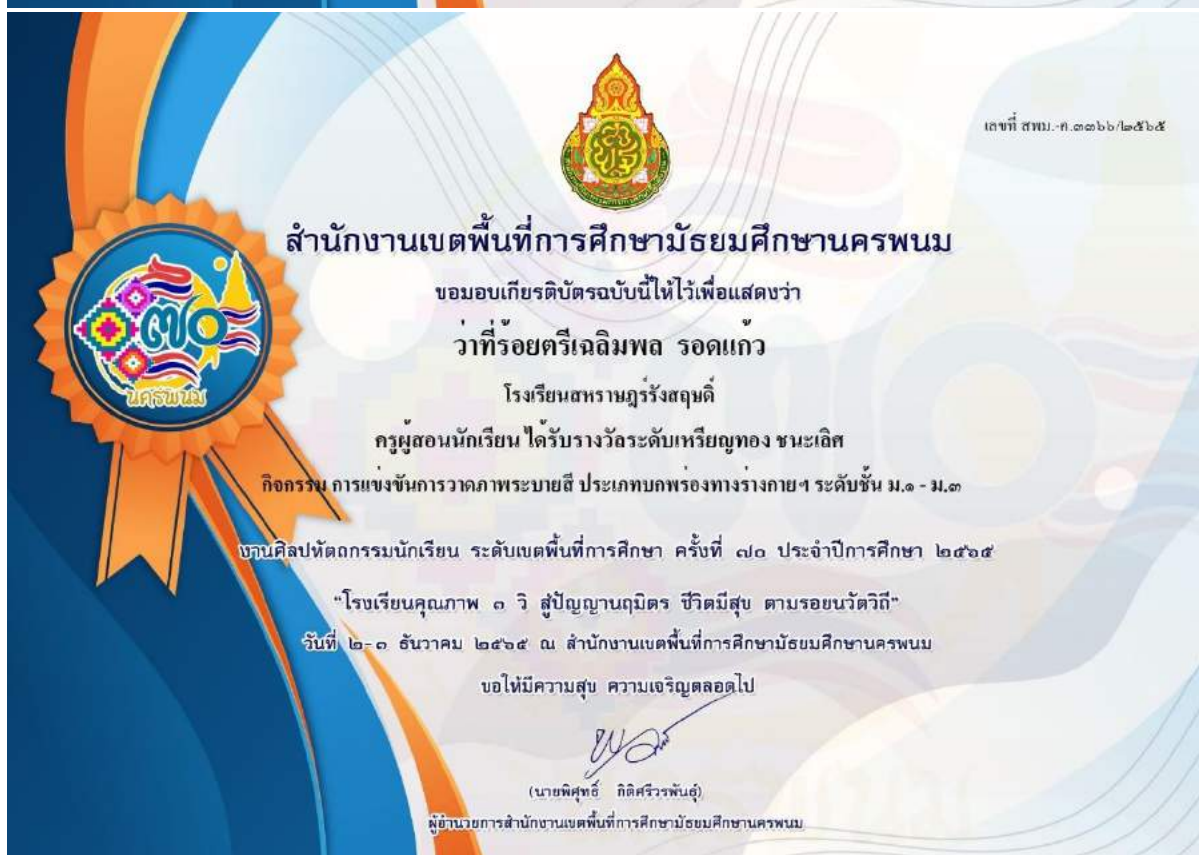 เลขที่ สพม.-ค.๓๓๖๖/๒๕๖๕
สำนักงานเขตพื้นที่การศึกษามัธยมศึกษานครพนม
ขอมอบเกียรติบัตรฉบับนี้ให้ไว้เพื่อแสดงว่า
ว่าที่ร้อยตรีเฉลิมพล รอดแก้ว
โรงเรียนสหราษฎร์รังสฤษดิ์
ครูผู้สอนนักเรียน ได้รับรางวัลระดับเหรียญทอง ชนะเลิศ
กิจกรรม การแข่งขันการวาดภาพระบายสี ประเภทบกพร่องทางร่างกายฯ ระดับชั้น ม.๑ - ม.๓
งานศิลปหัตถกรรมนักเรียน ระดับเขตพื้นที่การศึกษา ครั้งที่ ๗๐ ประจำปีการศึกษา ๒๕๖๕
"โรงเรียนคุณภาพ ๓ วิ สู่ปัญญานฤมิตร ชีวิตมีสุข ตามรอยนวัตวิถี"
วันที่ ๒-๓ ธันวาคม ๒๕๖๕ ณ สำนักงานเขตพื้นที่การศึกษามัธยมศึกษานครพนม
ขอให้มีความสุข ความเจริญตลอดไป
(นายพิศุทธิ์ กิติศรีวรพันธุ์)
ผู้อำนวยการสำนักงานเขตพื้นที่การศึกษามัธยมศึกษานครพนม
๗๐
นครพนม